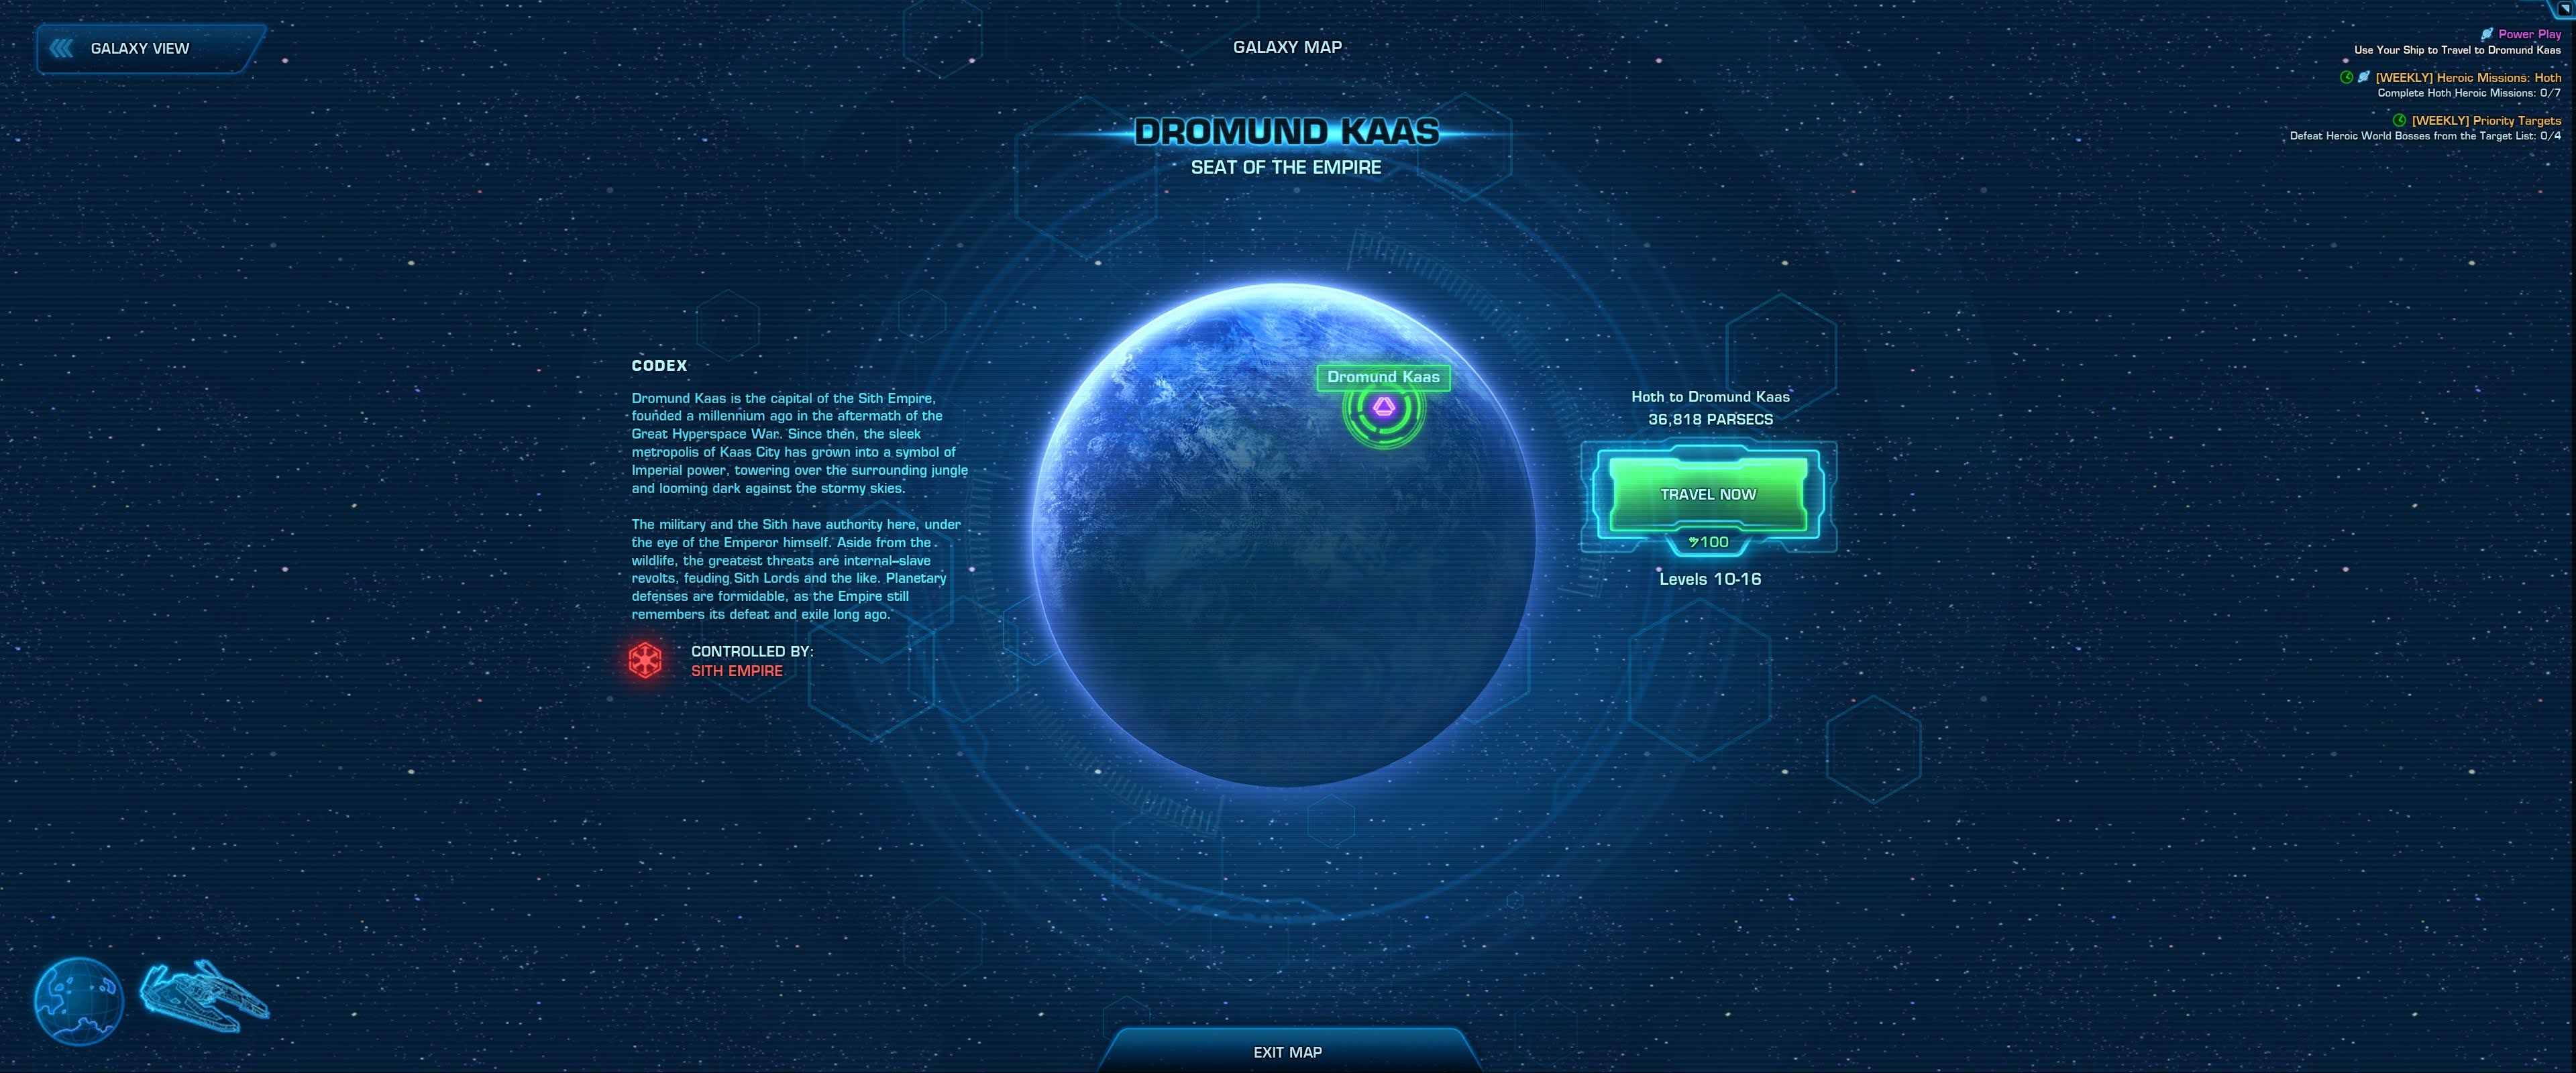 GALAXY VIEW
GALAXY MAP
Power Play
Use Your Ship to Travel to Dromund Kaas
[WEEKLY] Heroic Missions: Hoth
Complete Hoth Heroic Missions: 0/7
[WEEKLY] Priority Targets
Defeat Heroic World Bosses from the Target List: 0/4
DROMUND KAAS
SEAT OF THE EMPIRE
CODEX
Dromund Kaas is the capital of the Sith Empire,
founded a millennium ago in the aftermath of the
Great Hyperspace War. Since then, the sleek
metropolis of Kaas City has grown into a symbol of
Imperial power, towering over the surrounding jungle
and looming dark against the stormy skies.
The military and the Sith have authority here, under
the eye of the Emperor himself. Aside from the
wildlife, the greatest threats are internal–slave
revolts, feuding Sith Lords and the like. Planetary
defenses are formidable, as the Empire still
remembers its defeat and exile long ago.
CONTROLLED BY:
SITH EMPIRE
Dromund Kaas
Hoth to Dromund Kaas
36,818 PARSECS
TRAVEL NOW
100
Levels 10-16
EXIT MAP